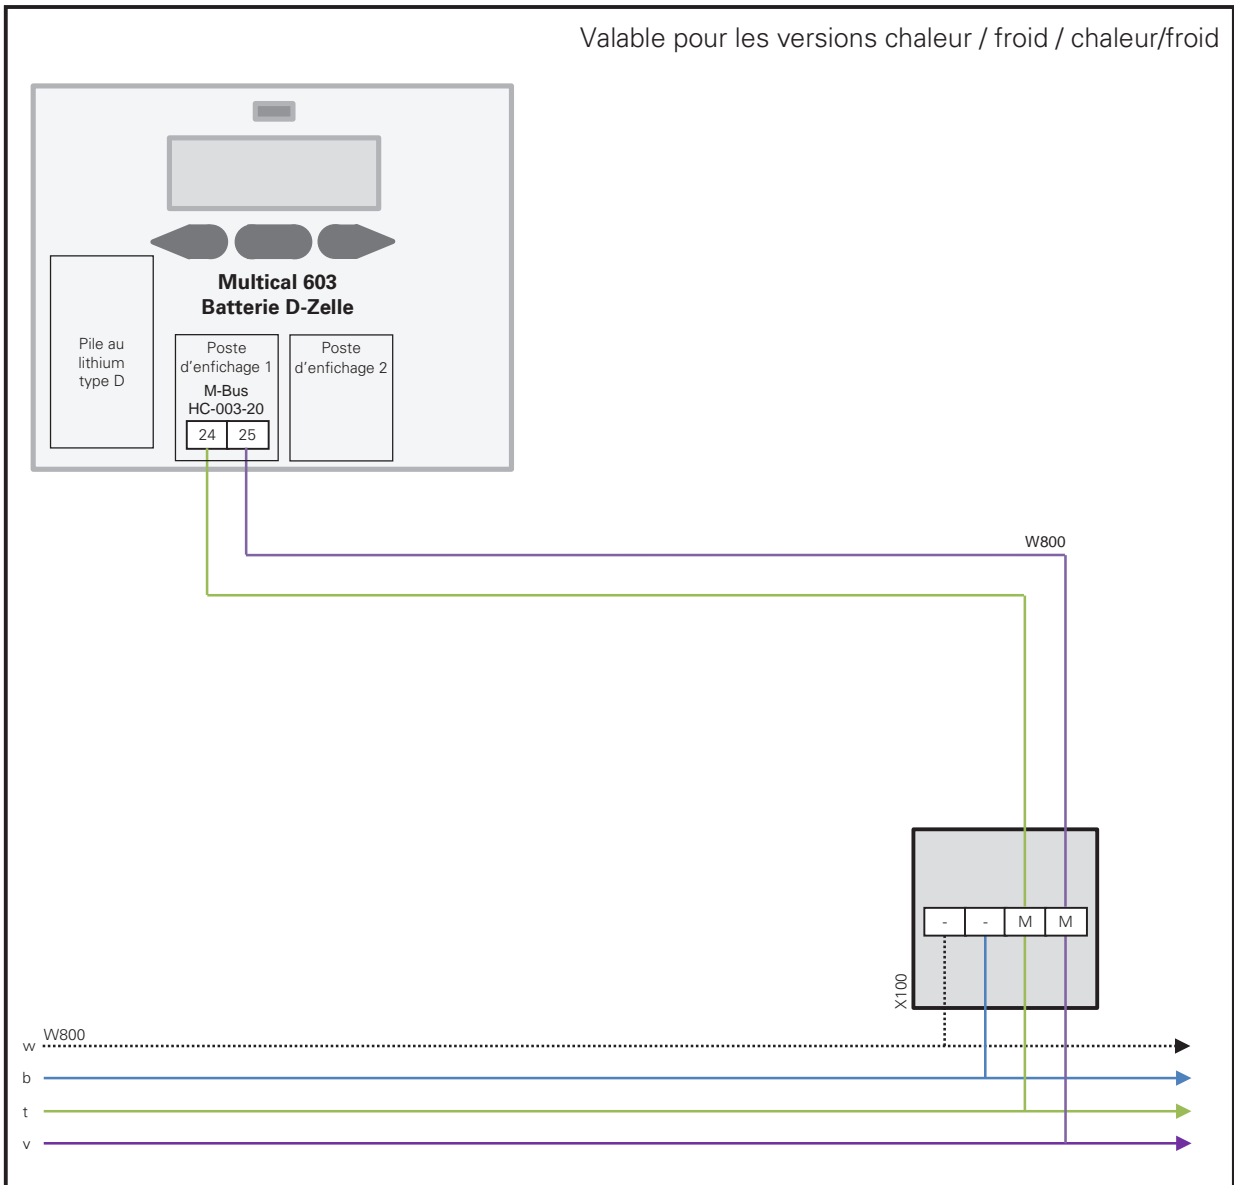 Valable pour les versions chaleur / froid / chaleur/froid
Multical 603
Batterie D-Zelle
Pile au
lithium
type D
Poste
d'enfichage 1
M-Bus
HC-003-20
24 25
Poste
d'enfichage 2
W800
- - M M
X100
W800
w
b
t
v